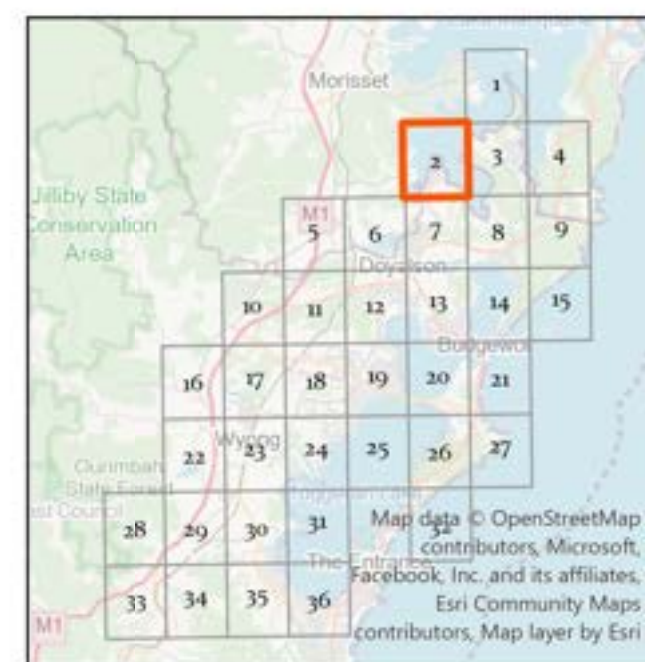 Morisset
1
2
3
4
Jilliby State
Conservation
Area
M1
5
6
7
8
9
Doyalson
10
11
12
13
14
15
Budgewoi
16
17
18
19
20
21
Wyong
22
23
24
25
26
27
Ourimbah
State Forest
ast Council
28
29
30
31
32
The Entrance
Map data © OpenStreetMap
contributors, Microsoft,
Facebook, Inc. and its affiliates,
Esri Community Maps
contributors, Map layer by Esri
33
34
35
36
M1